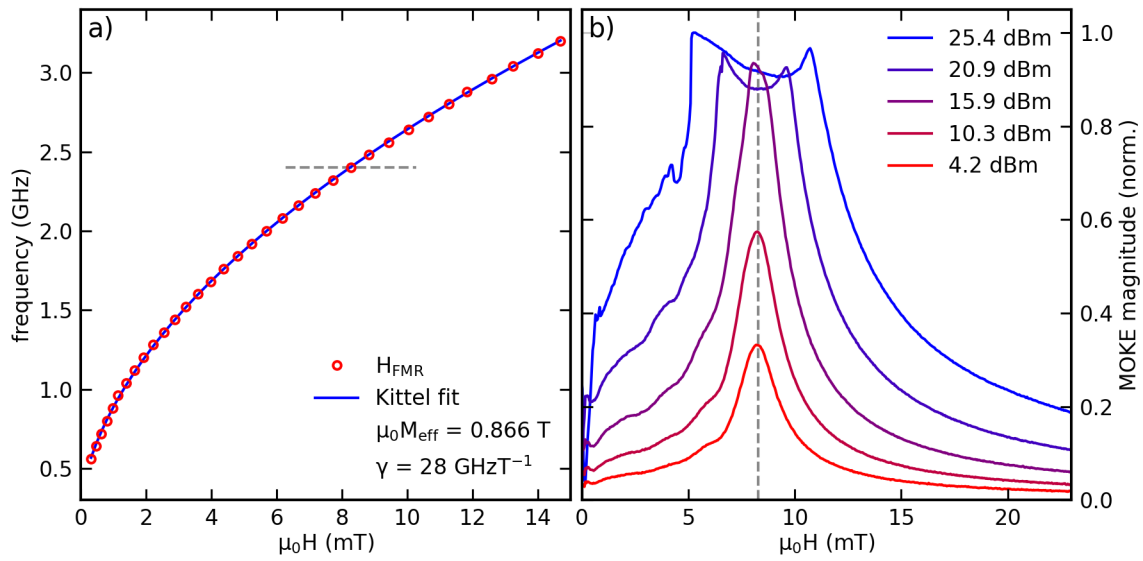 a)
frequency (GHz)
3.0
2.5
2.0
1.5
1.0
0.5
0 2 4 6 8 10 12 14
μ₀H (mT)
H_FMR
Kittel fit
μ₀M_eff = 0.866 T
γ = 28 GHzT⁻¹
b)
25.4 dBm
20.9 dBm
15.9 dBm
10.3 dBm
4.2 dBm
1.0
0.8
0.6
0.4
0.2
0.0
MOKE magnitude (norm.)
0 5 10 15 20
μ₀H (mT)